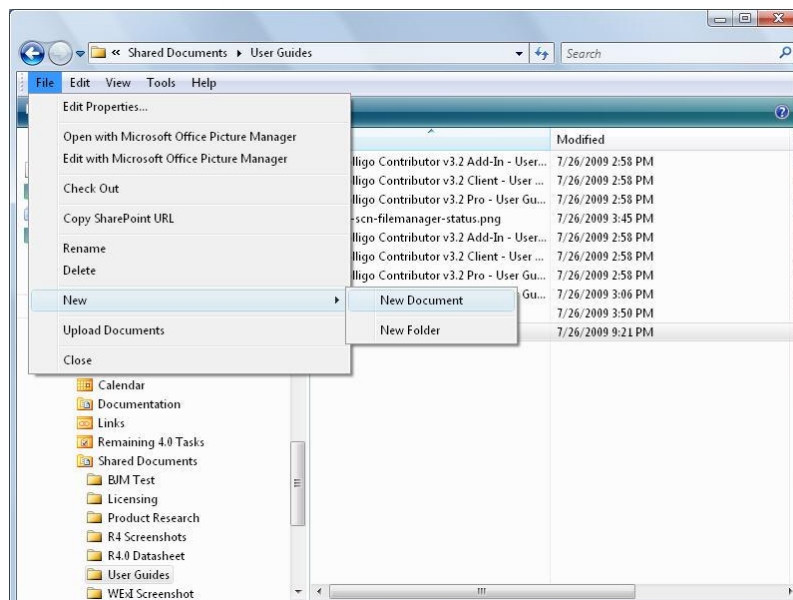 « Shared Documents ▸ User Guides
Search
File Edit View Tools Help
Edit Properties...
Open with Microsoft Office Picture Manager
Edit with Microsoft Office Picture Manager
Check Out
Copy SharePoint URL
Rename
Delete
New
Upload Documents
Close
New Document
New Folder
Modified
lligo Contributor v3.2 Add-In - User... 7/26/2009 2:58 PM
lligo Contributor v3.2 Client - User ... 7/26/2009 2:58 PM
lligo Contributor v3.2 Pro - User Gu... 7/26/2009 2:58 PM
-scn-filemanager-status.png 7/26/2009 3:45 PM
lligo Contributor v3.2 Add-In - User... 7/26/2009 2:58 PM
lligo Contributor v3.2 Client - User ... 7/26/2009 2:58 PM
lligo Contributor v3.2 Pro - User Gu... 7/26/2009 2:58 PM
Gu... 7/26/2009 3:06 PM
7/26/2009 3:50 PM
7/26/2009 9:21 PM
Calendar
Documentation
Links
Remaining 4.0 Tasks
Shared Documents
BJM Test
Licensing
Product Research
R4 Screenshots
R4.0 Datasheet
User Guides
WExI Screenshot